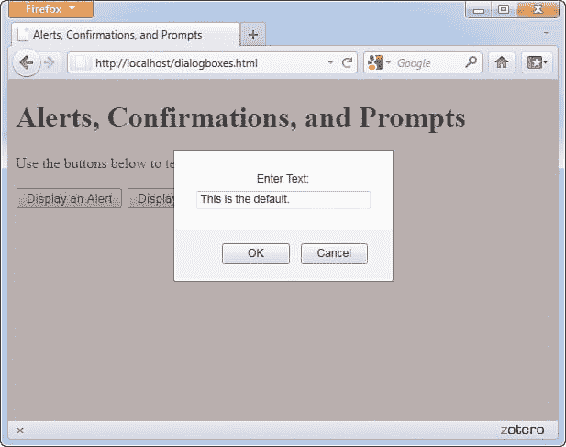 Firefox
Alerts, Confirmations, and Prompts
http://localhost/dialogboxes.html
Google
Alerts, Confirmations, and Prompts
Use the buttons below to te
Display an Alert
Display
Enter Text:
This is the default.
OK
Cancel
zotero